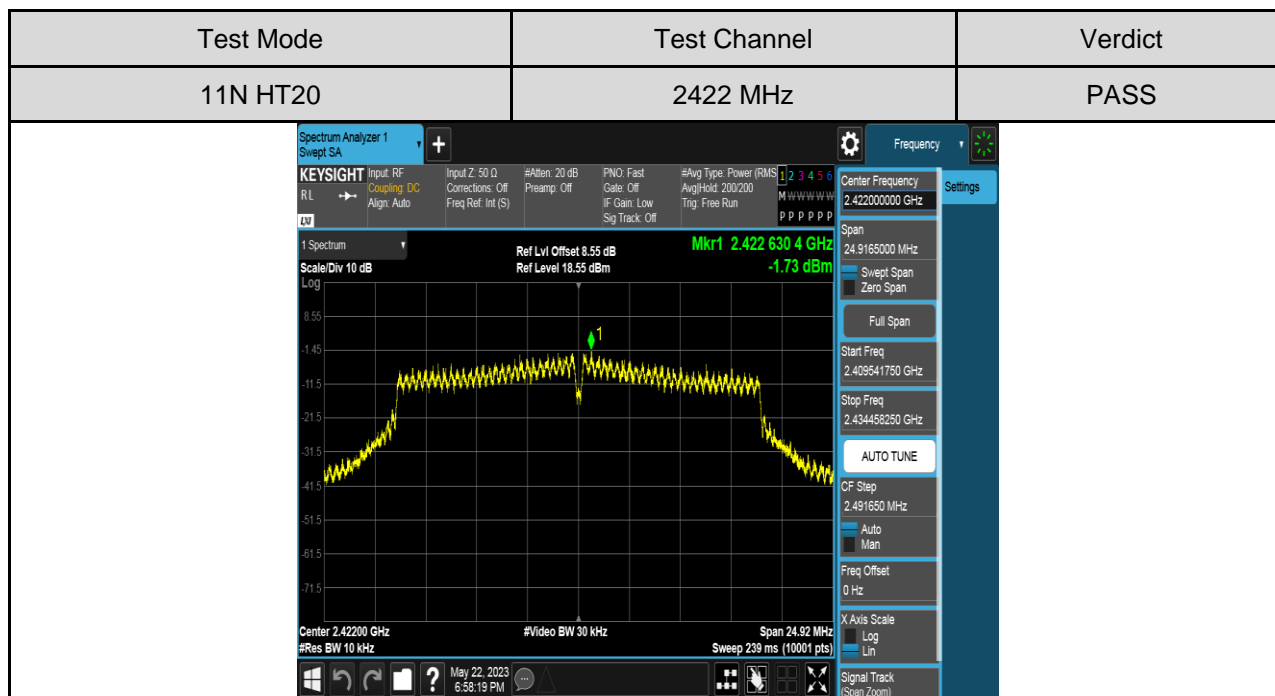 Test Mode Test Channel Verdict
11N HT20 2422 MHz PASS
Spectrum Analyzer 1
Swept SA
Frequency
KEYSIGHT
RL
LXI
Input: RF
Coupling: DC
Align: Auto
Input Z: 50 Ω
Corrections: Off
Freq Ref: Int (S)
#Atten: 20 dB
Preamp: Off
PNO: Fast
Gate: Off
IF Gain: Low
Sig Track: Off
#Avg Type: Power (RMS
Avg|Hold: 200/200
Trig: Free Run
1 2 3 4 5 6
M W W W W W
P P P P P P
1 Spectrum
Scale/Div 10 dB
Ref Lvl Offset 8.55 dB
Ref Level 18.55 dBm
Mkr1 2.422 630 4 GHz
-1.73 dBm
Log
8.55
-1.45
-11.5
-21.5
-31.5
-41.5
-51.5
-61.5
-71.5
1
Center 2.42200 GHz
#Res BW 10 kHz
#Video BW 30 kHz
Span 24.92 MHz
Sweep 239 ms (10001 pts)
?
May 22, 2023
6:58:19 PM
Center Frequency
2.422000000 GHz
Span
24.9165000 MHz
Swept Span
Zero Span
Full Span
Start Freq
2.409541750 GHz
Stop Freq
2.434458250 GHz
AUTO TUNE
CF Step
2.491650 MHz
Auto
Man
Freq Offset
0 Hz
X Axis Scale
Log
Lin
Signal Track
(Span Zoom)
Settings